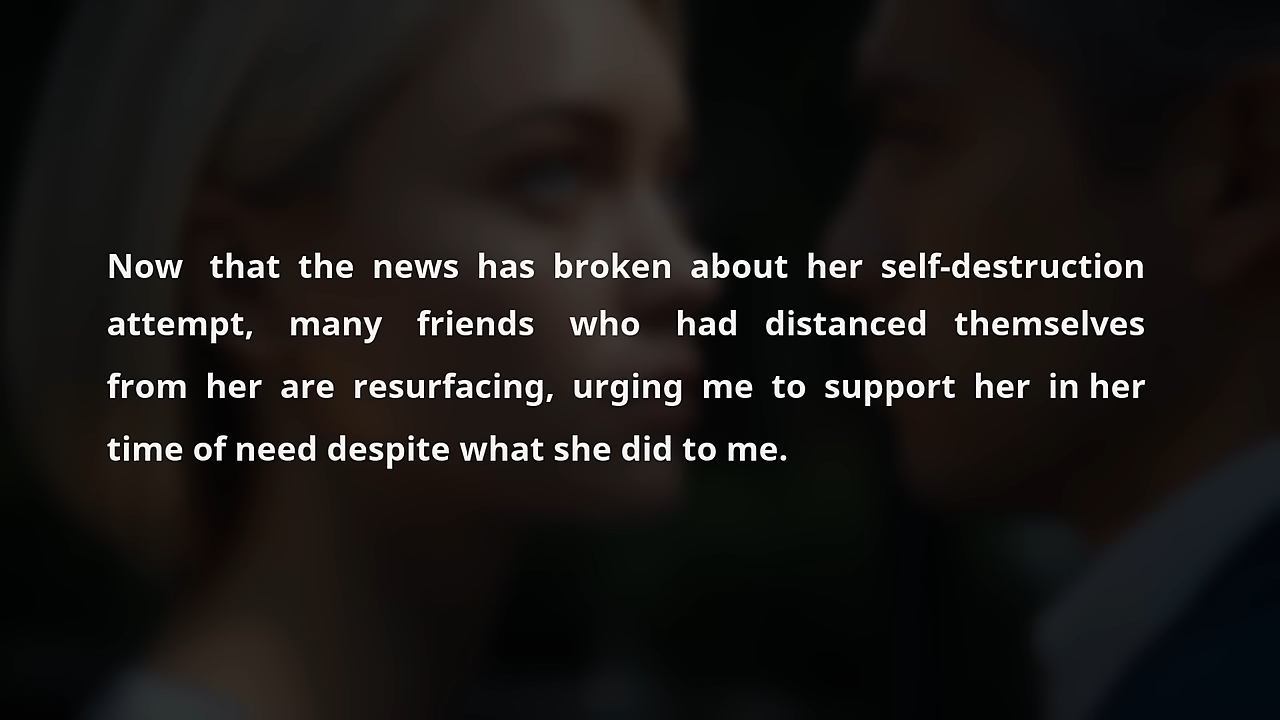 Now that the news has broken about her self-destruction
attempt, many friends who had distanced themselves
from her are resurfacing, urging me to support her in her
time of need despite what she did to me.